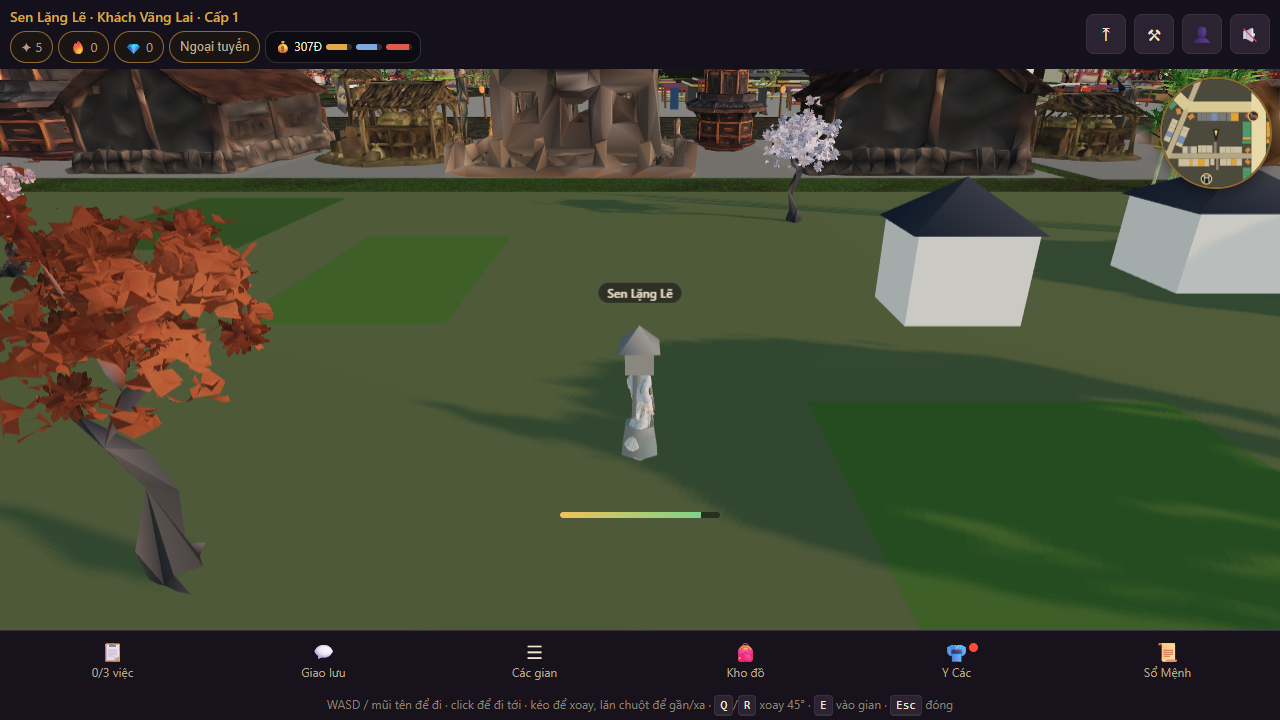 Sen Lặng Lẽ · Khách Vãng Lai · Cấp 1
5
0
0
Ngoại tuyến
307Đ
Sen Lặng Lẽ
0/3 việc
Giao lưu
Các gian
Kho đồ
Y Các
Sổ Mệnh
WASD / mũi tên để đi · click để đi tới · kéo để xoay, lăn chuột để gần/xa · Q / R xoay 45° · E vào gian · Esc đóng